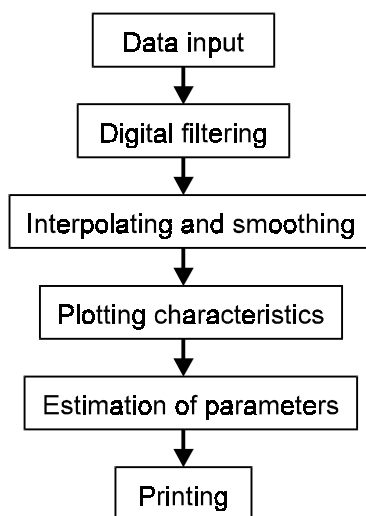 Data input
Digital filtering
Interpolating and smoothing
Plotting characteristics
Estimation of parameters
Printing